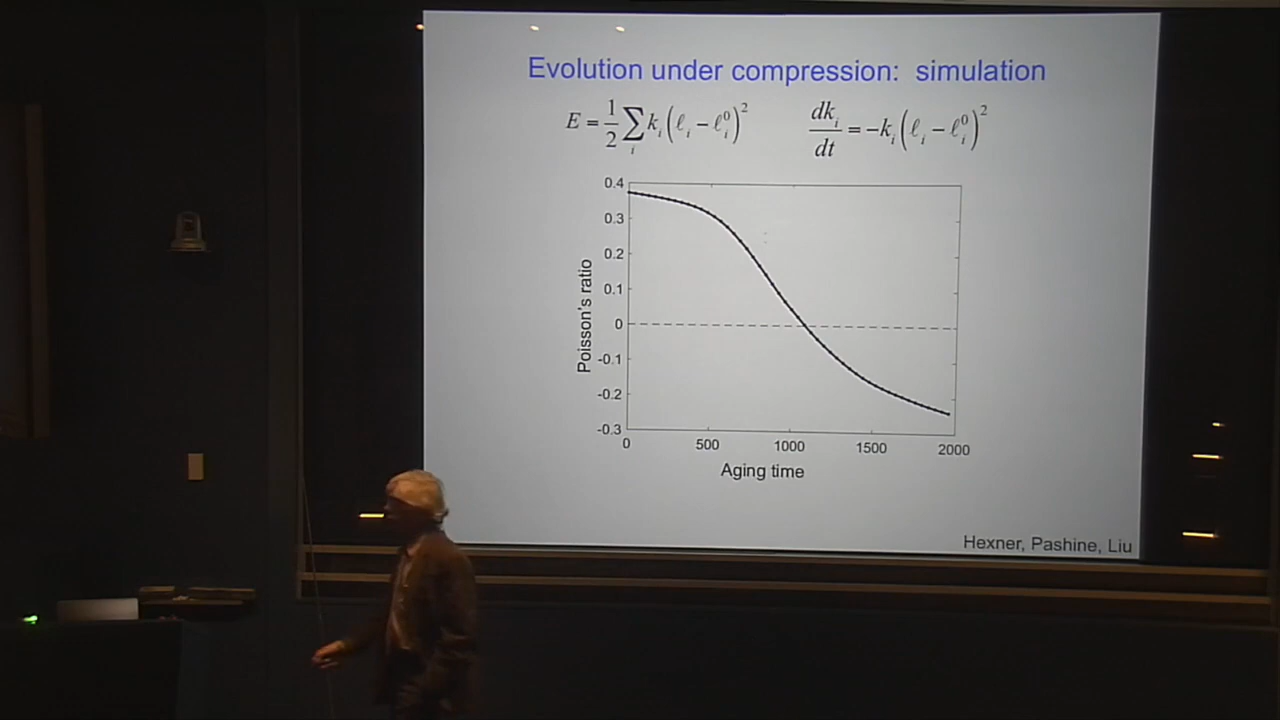 Evolution under compression: simulation
E = 1/2 ∑_i k_i (ℓ_i − ℓ_i^0)^2    dk_i/dt = −k_i (ℓ_i − ℓ_i^0)^2
0.4
0.3
0.2
0.1
0
-0.1
-0.2
-0.3
Poisson's ratio
0 500 1000 1500 2000
Aging time
Hexner, Pashine, Liu